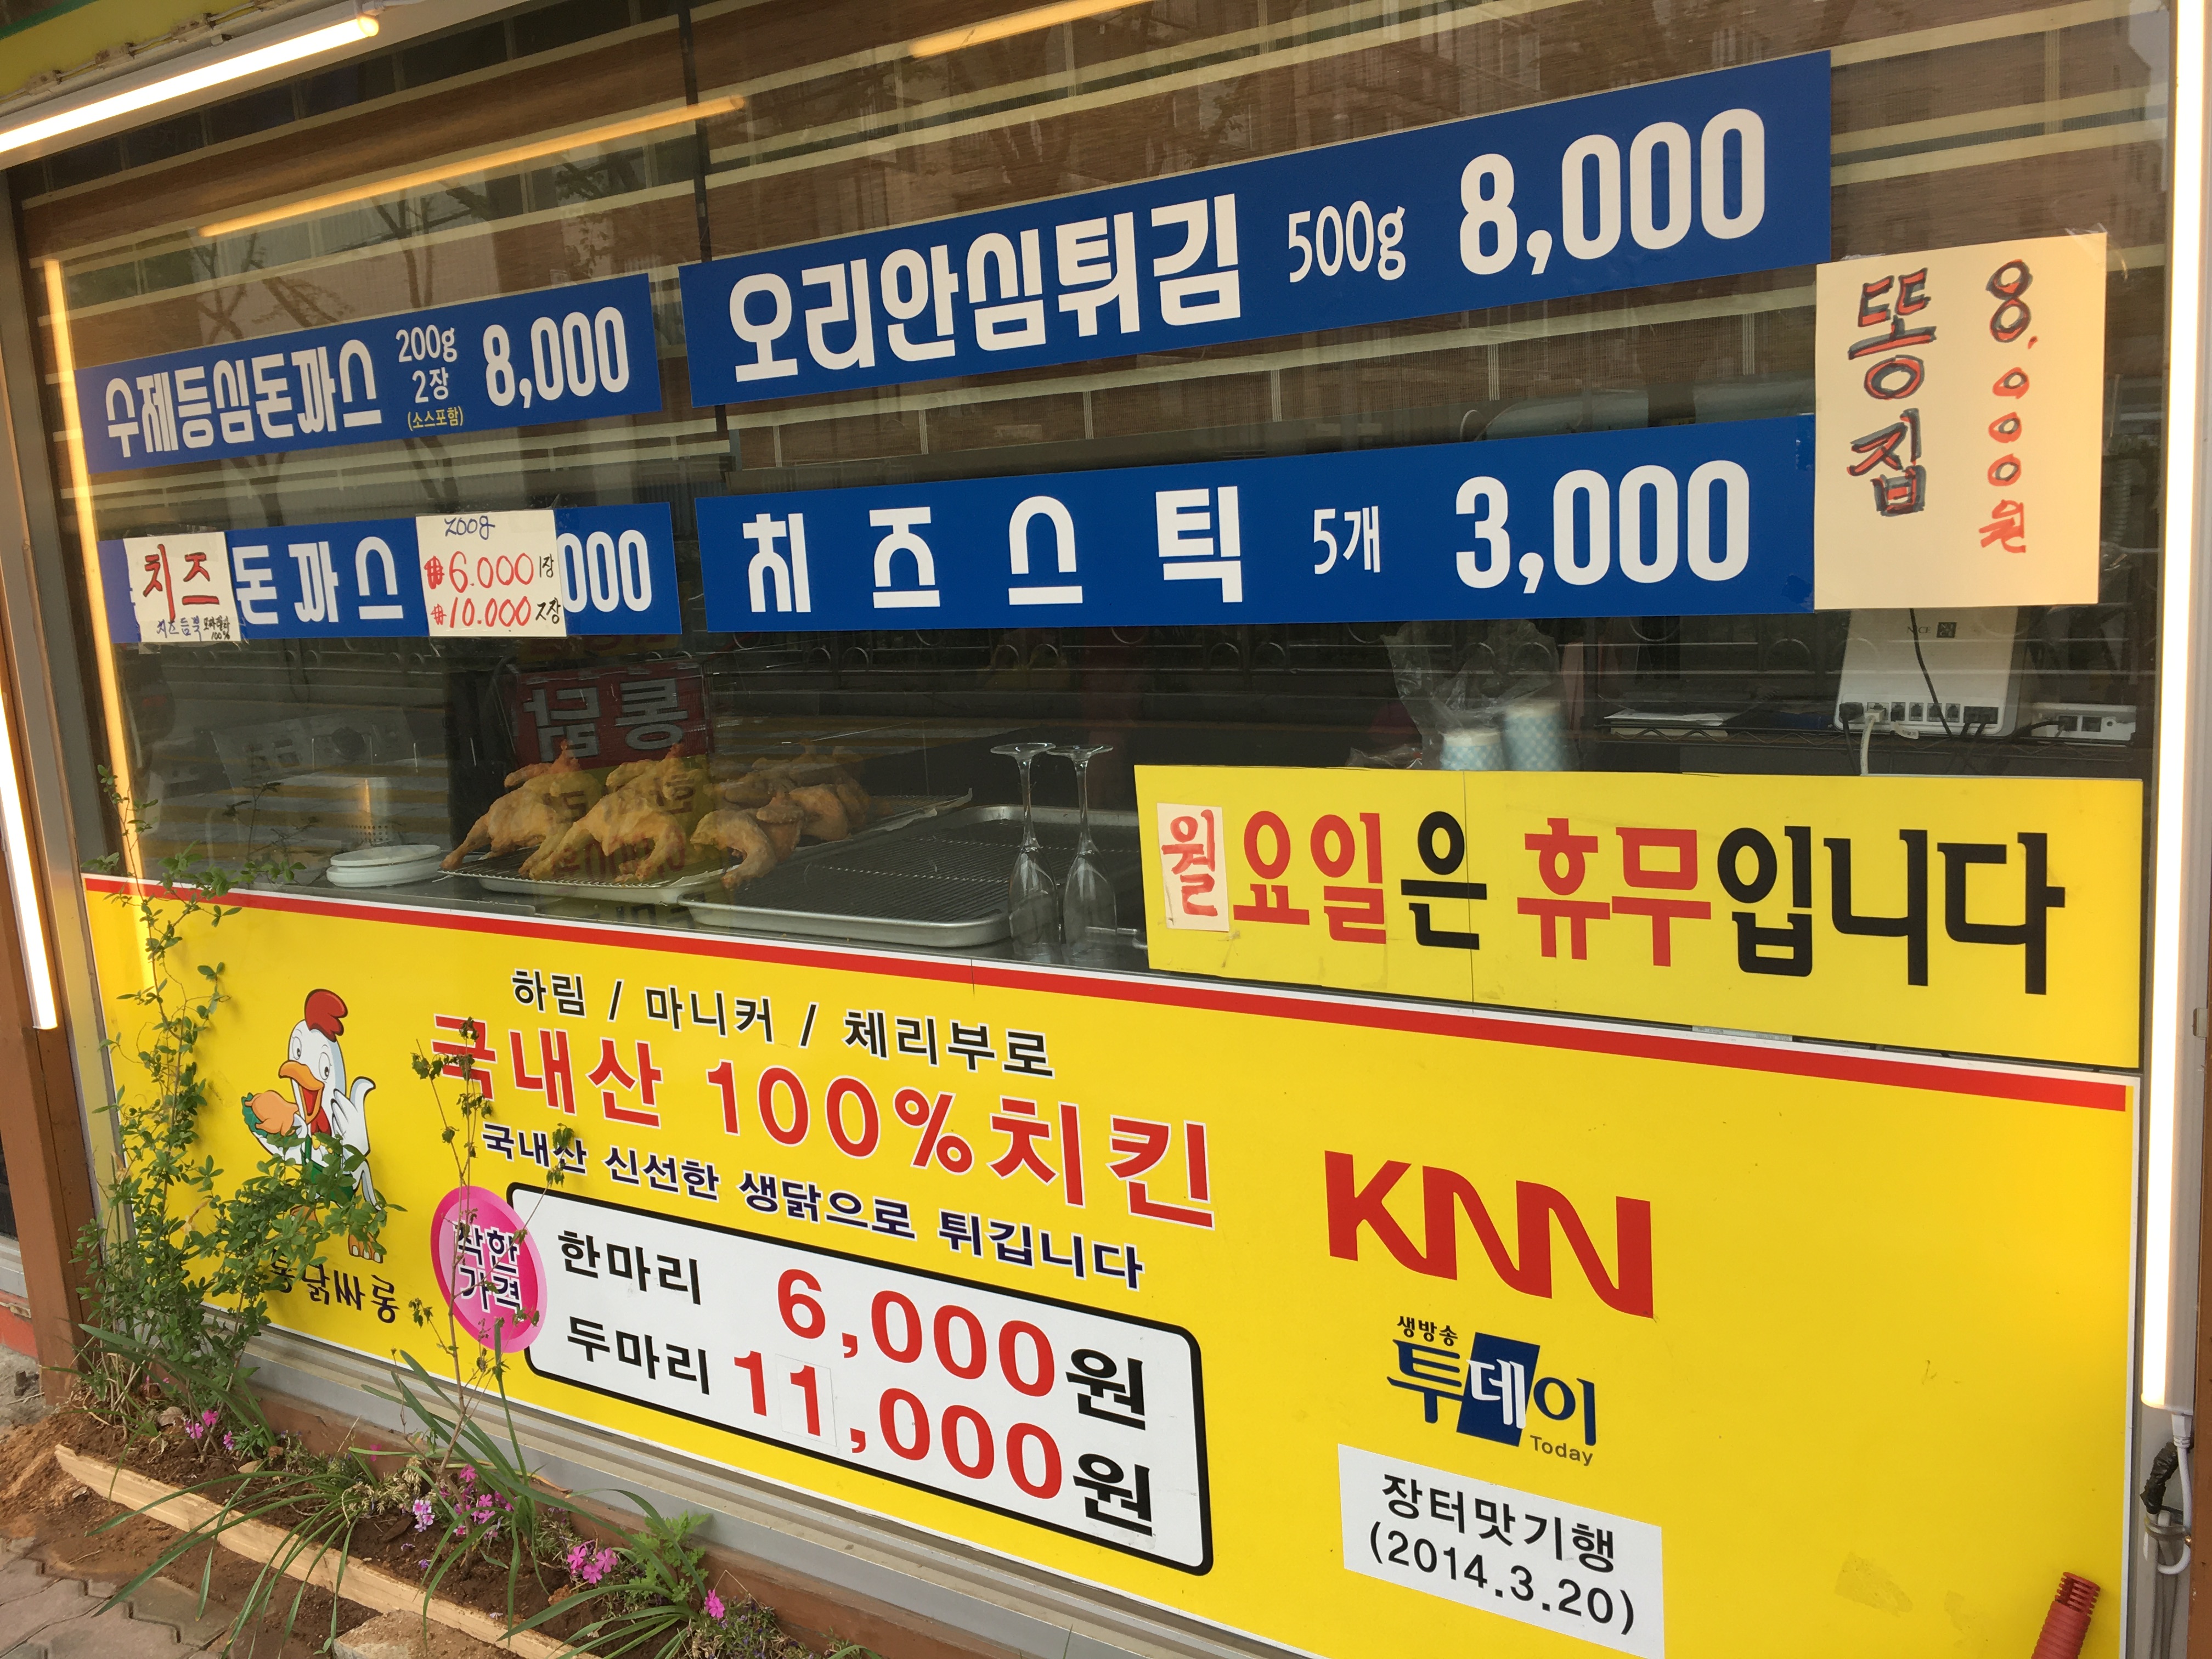 수제등심돈까스 200g 2장 (소스포함) 8,000
오리안심튀김 500g 8,000
치즈돈까스 200g 000
₩6.000 1장
₩10.000 2장
치즈스틱 5개 3,000
똥집 8,000원
월요일은 휴무입니다
하림 / 마니커 / 체리부로
국내산 100%치킨
국내산 신선한 생닭으로 튀깁니다
착한
가격
한마리 6,000원
두마리 11,000원
통닭싸롱
KNN
생방송
투데이
Today
장터맛기행
(2014.3.20)